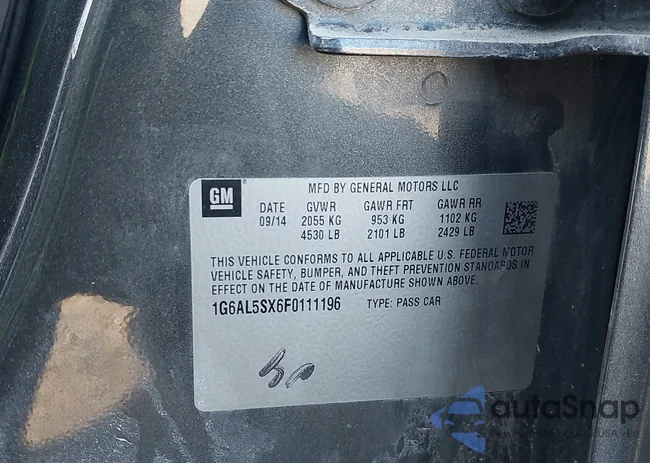 GM
MFD BY GENERAL MOTORS LLC
DATE GVWR GAWR FRT GAWR RR
09/14 2055 KG 953 KG 1102 KG
4530 LB 2101 LB 2429 LB
THIS VEHICLE CONFORMS TO ALL APPLICABLE U.S. FEDERAL MOTOR
VEHICLE SAFETY, BUMPER, AND THEFT PREVENTION STANDARDS IN
EFFECT ON THE DATE OF MANUFACTURE SHOWN ABOVE.
1G6AL5SX6F0111196 TYPE: PASS CAR
autoSnap